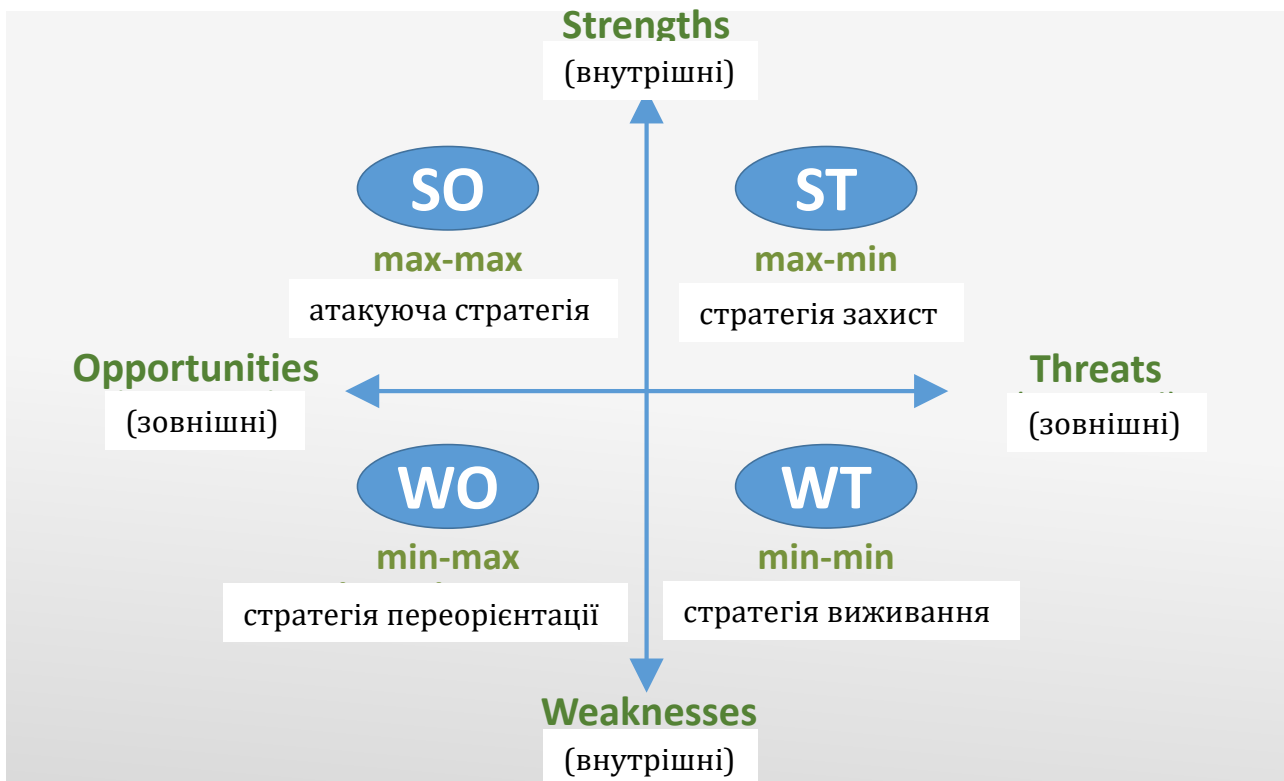 Strengths
(внутрішні)
SO
ST
max-max
max-min
атакуюча стратегія
стратегія захист
Opportunities
(зовнішні)
Threats
(зовнішні)
WO
WT
min-max
min-min
стратегія переорієнтації
стратегія виживання
Weaknesses
(внутрішні)